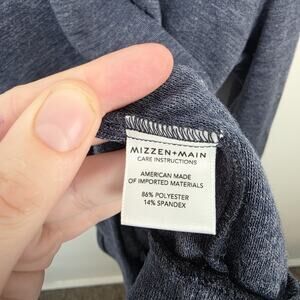 MIZZEN+MAIN
CARE INSTRUCTIONS
AMERICAN MADE
OF IMPORTED MATERIALS
86% POLYESTER
14% SPANDEX